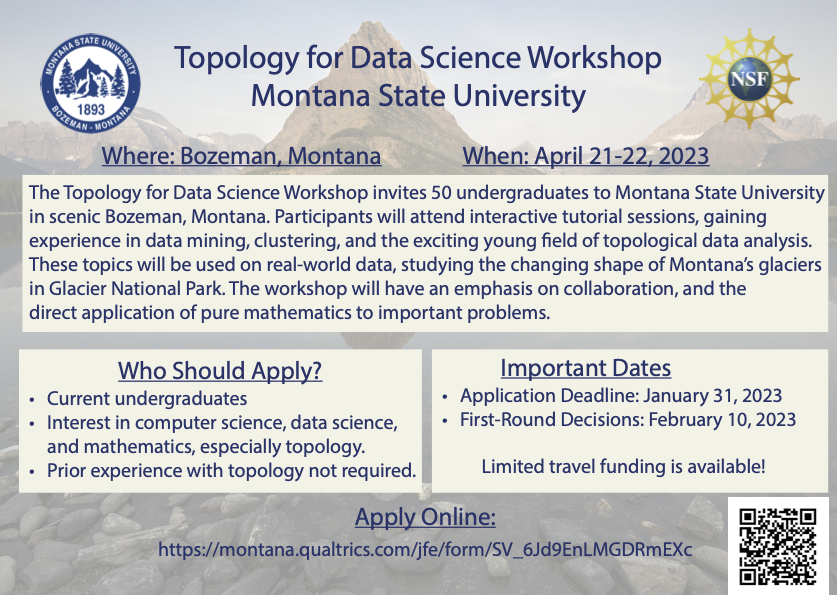 Topology for Data Science Workshop
Montana State University
MONTANA STATE UNIVERSITY
1893
BOZEMAN - MONTANA
NSF
Where: Bozeman, Montana
When: April 21-22, 2023
The Topology for Data Science Workshop invites 50 undergraduates to Montana State University
in scenic Bozeman, Montana. Participants will attend interactive tutorial sessions, gaining
experience in data mining, clustering, and the exciting young field of topological data analysis.
These topics will be used on real-world data, studying the changing shape of Montana's glaciers
in Glacier National Park. The workshop will have an emphasis on collaboration, and the
direct application of pure mathematics to important problems.
Who Should Apply?
• Current undergraduates
• Interest in computer science, data science,
and mathematics, especially topology.
• Prior experience with topology not required.
Important Dates
• Application Deadline: January 31, 2023
• First-Round Decisions: February 10, 2023
Limited travel funding is available!
Apply Online:
https://montana.qualtrics.com/jfe/form/SV_6Jd9EnLMGDRmEXc